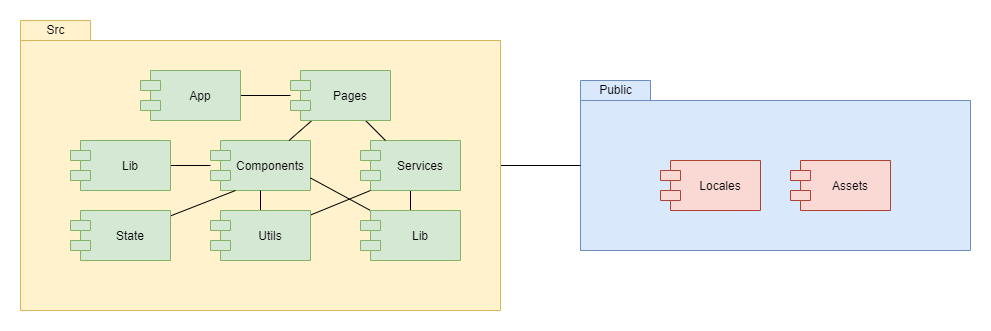 Src
App
Pages
Lib
Components
Services
State
Utils
Lib
Public
Locales
Assets